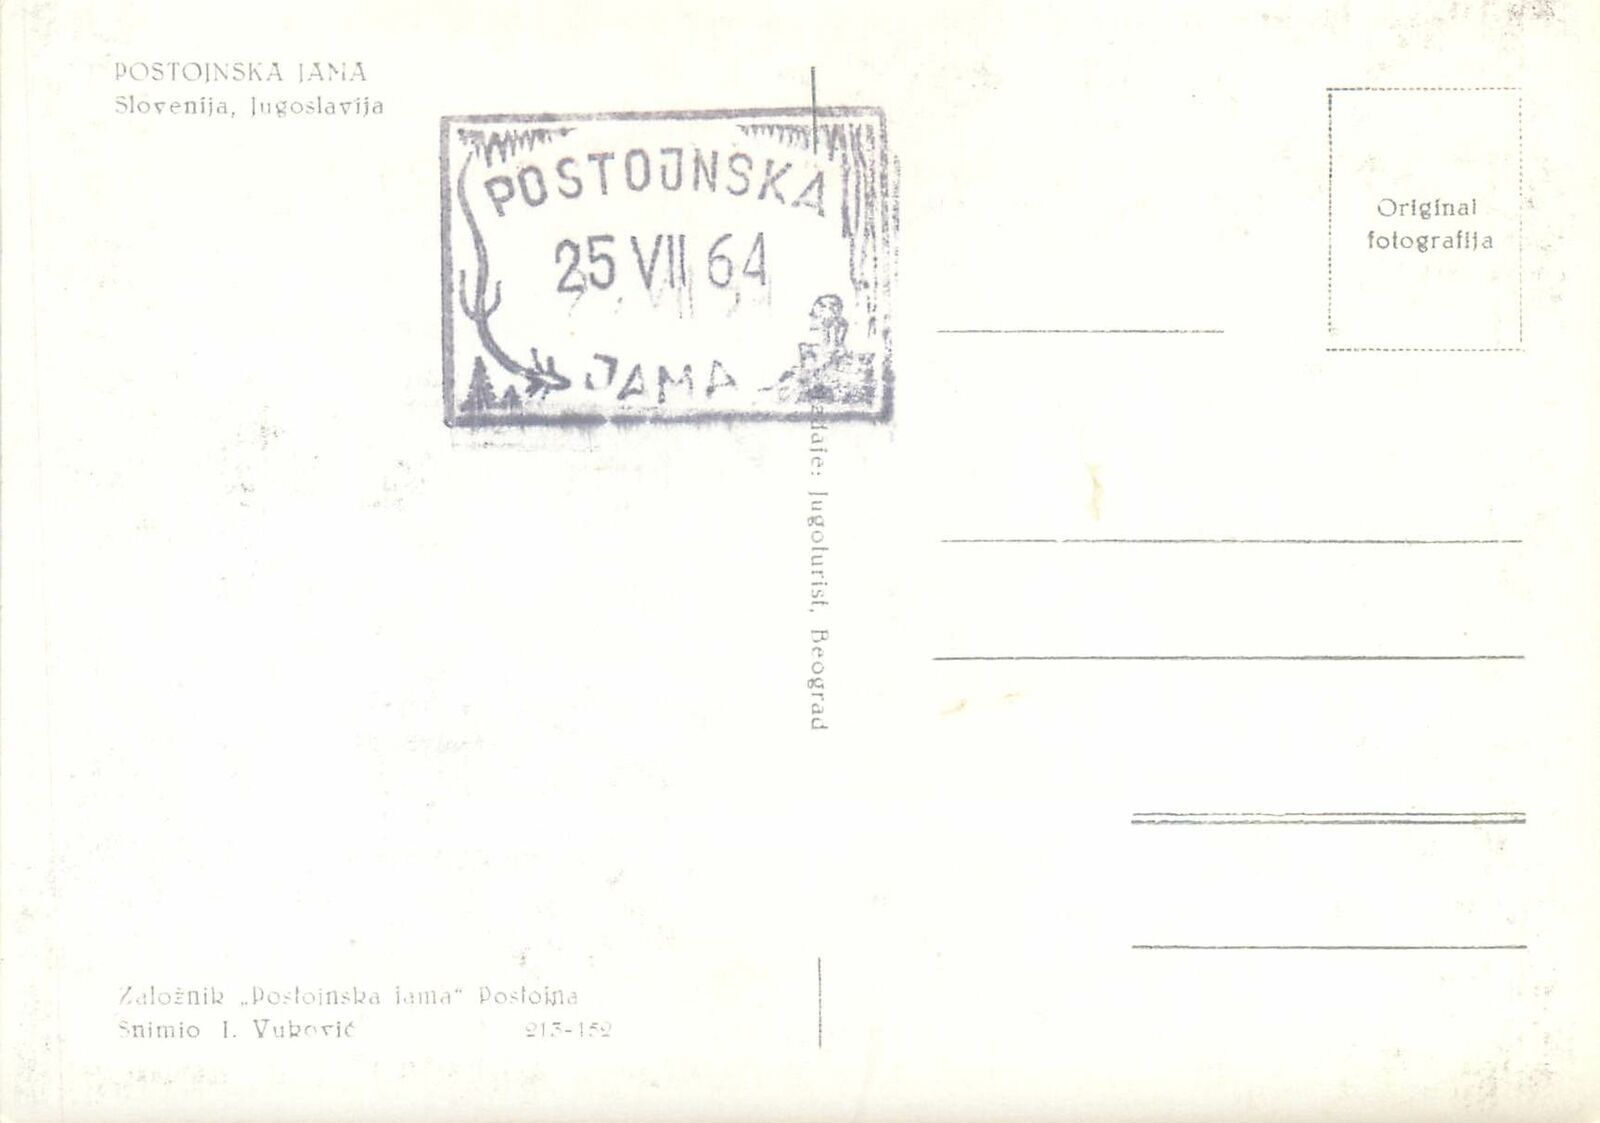 POSTOJNSKA JAMA
Slovenija, Jugoslavija
POSTOJNSKA
25 VII 64
JAMA
Original
fotografija
Izdaje: Jugoturist, Beograd
Založnik „Postojnska jama“ Postojna
Snimio I. Vuković 213-152